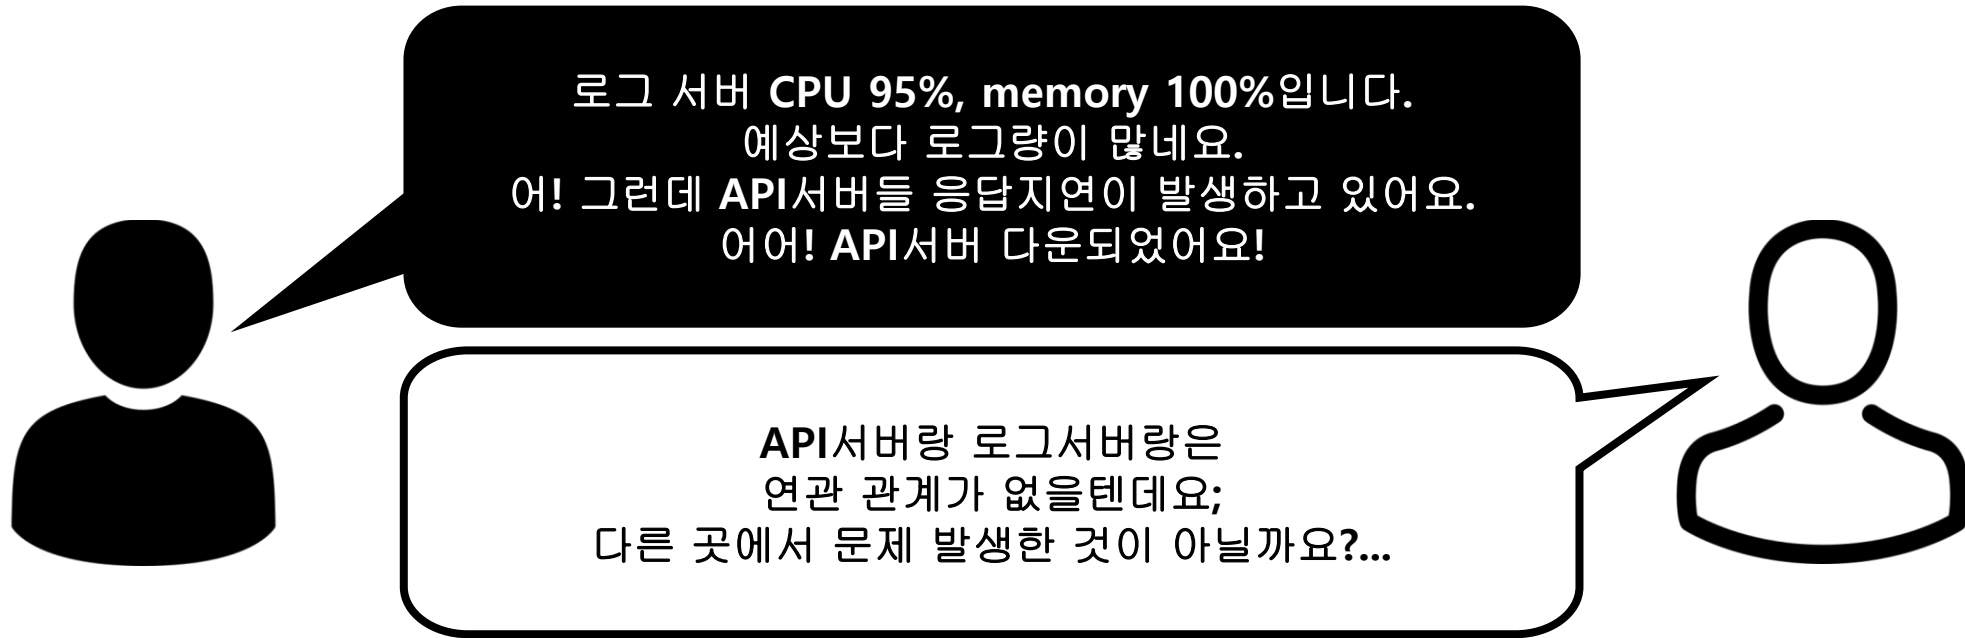 로그 서버 CPU 95%, memory 100%입니다.
예상보다 로그량이 많네요.
어! 그런데 API서버들 응답지연이 발생하고 있어요.
어어! API서버 다운되었어요!
API서버랑 로그서버랑은
연관 관계가 없을텐데요;
다른 곳에서 문제 발생한 것이 아닐까요?...